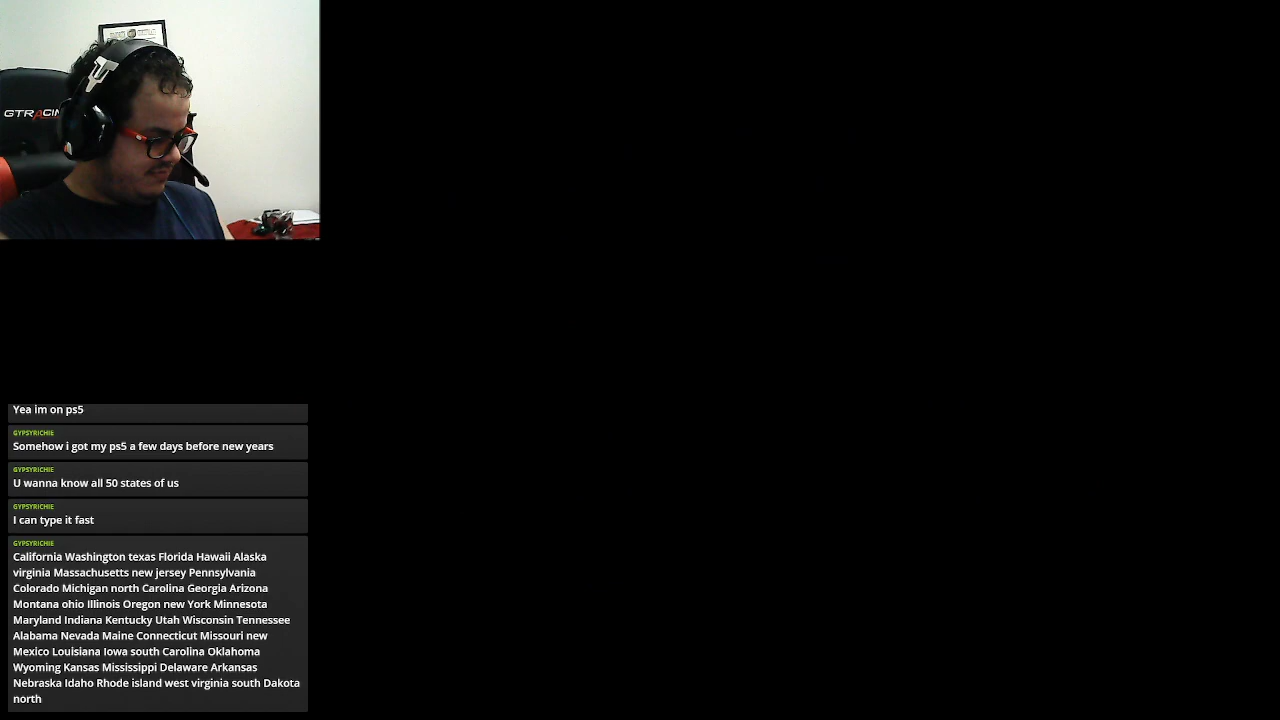 GTRACIN
Yea im on ps5
GYPSYRICHIE
Somehow i got my ps5 a few days before new years
GYPSYRICHIE
U wanna know all 50 states of us
GYPSYRICHIE
I can type it fast
GYPSYRICHIE
California Washington texas Florida Hawaii Alaska
virginia Massachusetts new jersey Pennsylvania
Colorado Michigan north Carolina Georgia Arizona
Montana ohio Illinois Oregon new York Minnesota
Maryland Indiana Kentucky Utah Wisconsin Tennessee
Alabama Nevada Maine Connecticut Missouri new
Mexico Louisiana Iowa south Carolina Oklahoma
Wyoming Kansas Mississippi Delaware Arkansas
Nebraska Idaho Rhode island west virginia south Dakota
north